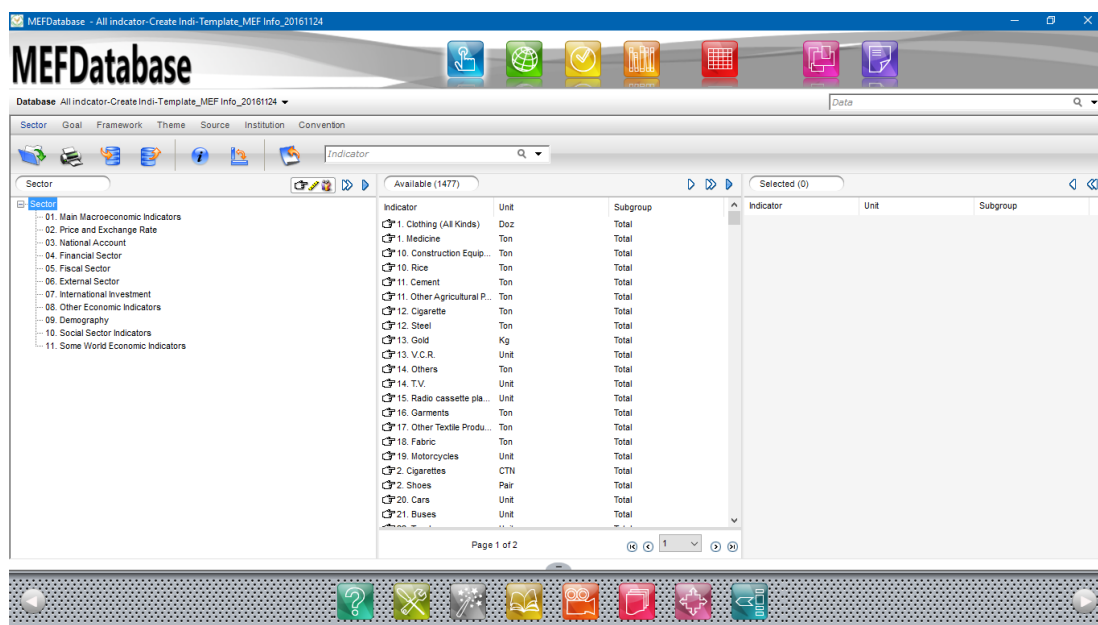 MEFDatabase - All indcator-Create Indi-Template_MEF Info_20161124
MEFDatabase
Database All indcator-Create Indi-Template_MEF Info_20161124
Data
Sector Goal Framework Theme Source Institution Convention
Indicator
Sector
Available (1477)
Selected (0)
Sector
01. Main Macroeconomic Indicators
02. Price and Exchange Rate
03. National Account
04. Financial Sector
05. Fiscal Sector
06. External Sector
07. International Investment
08. Other Economic Indicators
09. Demography
10. Social Sector Indicators
11. Some World Economic Indicators
Indicator Unit Subgroup
1. Clothing (All Kinds) Doz Total
1. Medicine Ton Total
10. Construction Equip... Ton Total
10. Rice Ton Total
11. Cement Ton Total
11. Other Agricultural P... Ton Total
12. Cigarette Ton Total
12. Steel Ton Total
13. Gold Kg Total
13. V.C.R. Unit Total
14. Others Ton Total
14. T.V. Unit Total
15. Radio cassette pla... Unit Total
16. Garments Ton Total
17. Other Textile Produ... Ton Total
18. Fabric Ton Total
19. Motorcycles Unit Total
2. Cigarettes CTN Total
2. Shoes Pair Total
20. Cars Unit Total
21. Buses Unit Total
Page 1 of 2
1
Indicator Unit Subgroup